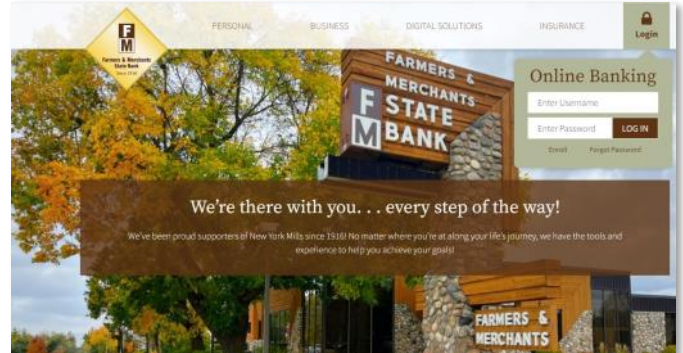 PERSONAL
BUSINESS
DIGITAL SOLUTIONS
INSURANCE
Login
F
M
Farmers & Merchants
State Bank
Since 1916
Online Banking
Enter Username
Enter Password
LOG IN
Enroll
Forgot Password
FARMERS &
MERCHANTS
F STATE
M BANK
We're there with you. . . every step of the way!
We've been proud supporters of New York Mills since 1916! No matter where you're at along your life's journey, we have the tools and
experience to help you achieve your goals!
FARMERS &
MERCHANTS